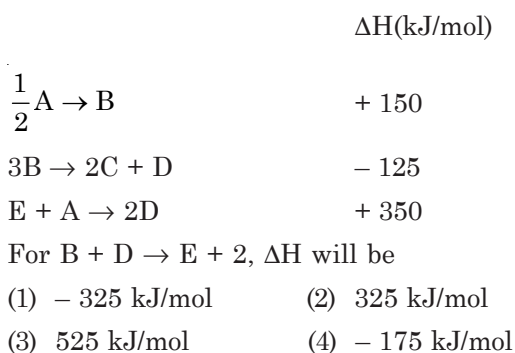 ΔH(kJ/mol)
1/2 A → B + 150
3B → 2C + D – 125
E + A → 2D + 350
For B + D → E + 2, ΔH will be
(1) – 325 kJ/mol (2) 325 kJ/mol
(3) 525 kJ/mol (4) – 175 kJ/mol